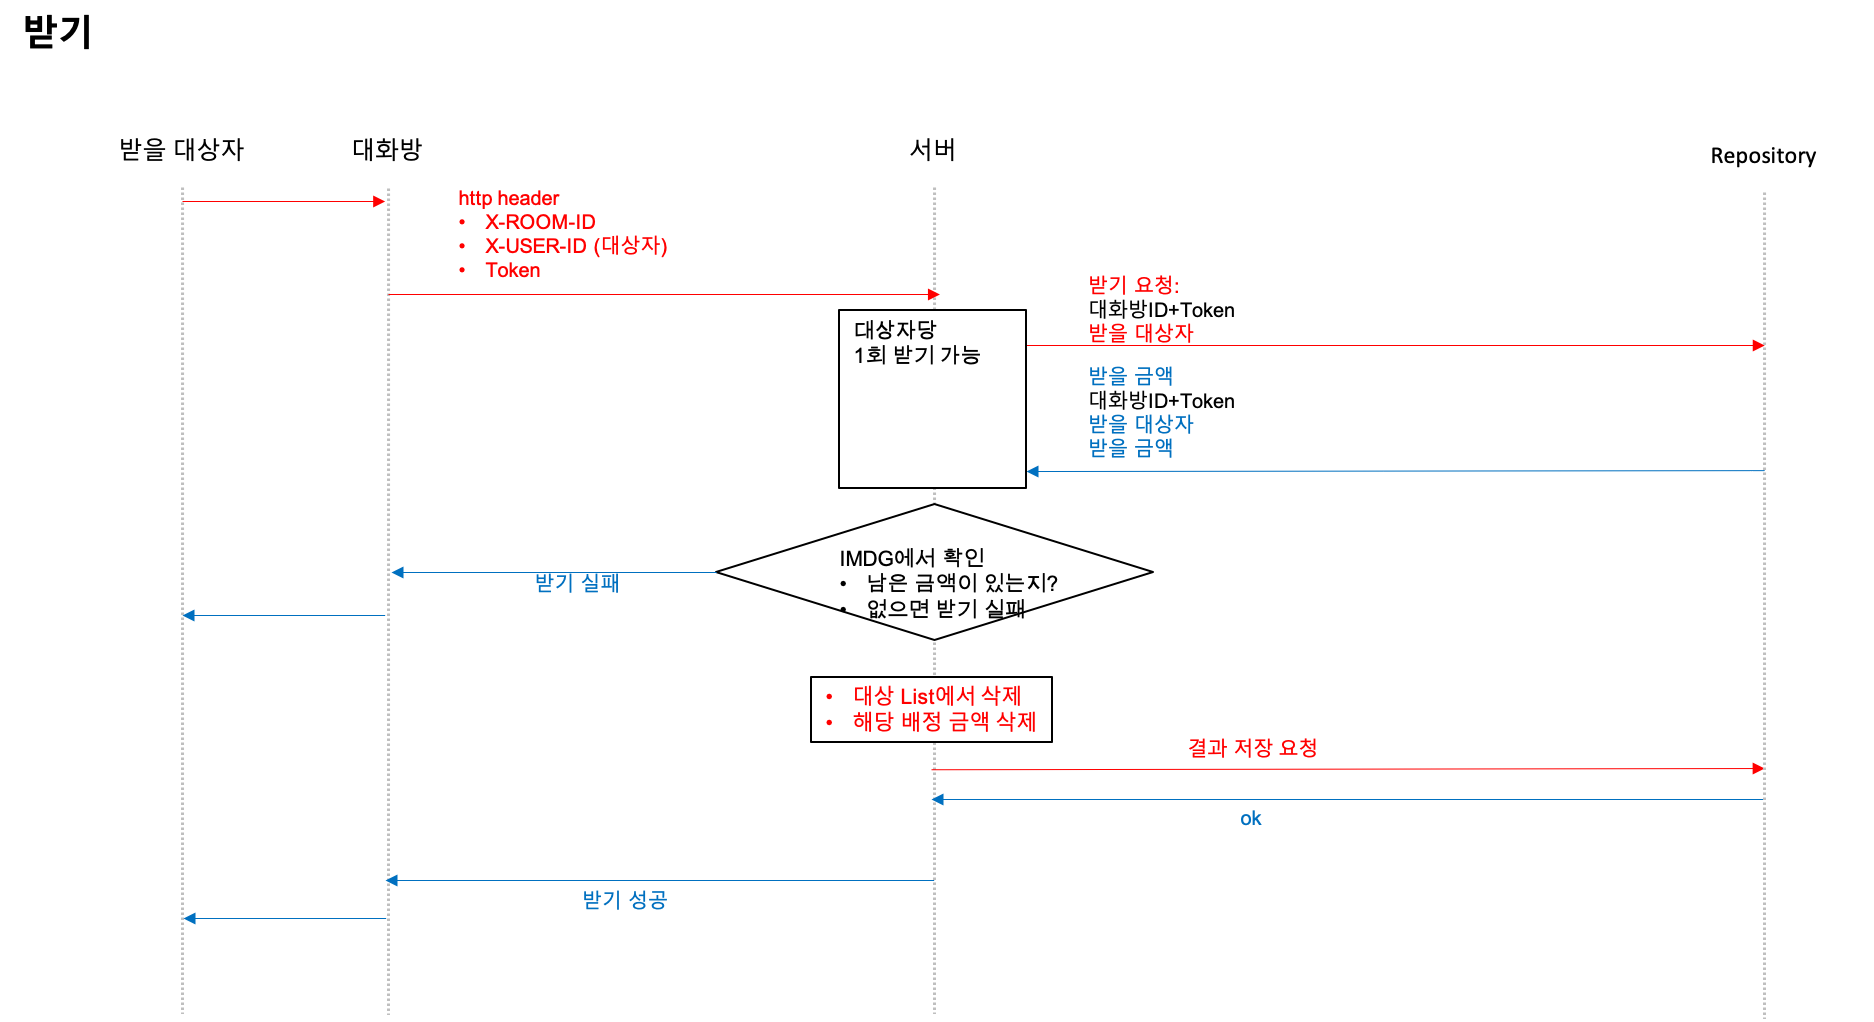 받기
받을 대상자
대화방
서버
Repository
http header
• X-ROOM-ID
• X-USER-ID (대상자)
• Token
받기 요청:
대화방ID+Token
받을 대상자
대상자당
1회 받기 가능
받을 금액
대화방ID+Token
받을 대상자
받을 금액
IMDG에서 확인
• 남은 금액이 있는지?
• 없으면 받기 실패
받기 실패
• 대상 List에서 삭제
• 해당 배정 금액 삭제
결과 저장 요청
ok
받기 성공